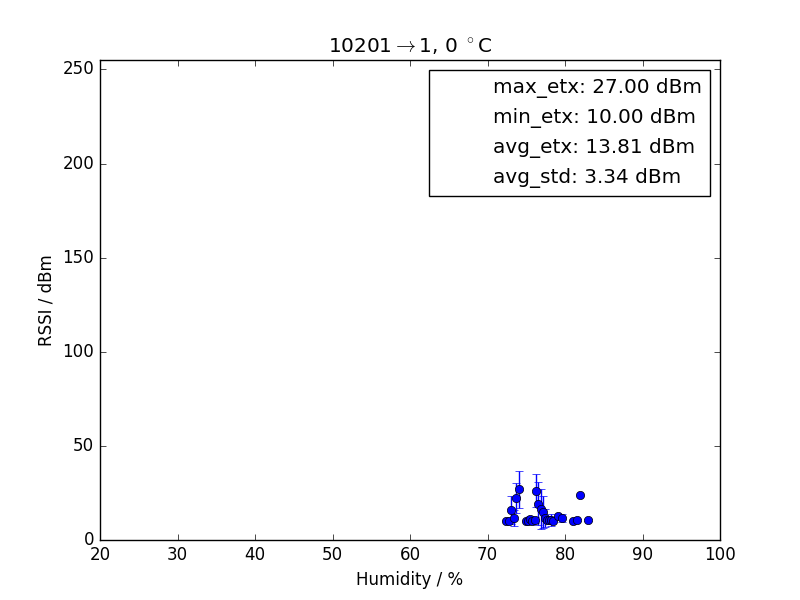 10201→1, 0 °C
max_etx: 27.00 dBm
min_etx: 10.00 dBm
avg_etx: 13.81 dBm
avg_std: 3.34 dBm
RSSI / dBm
250
200
150
100
50
0
20 30 40 50 60 70 80 90 100
Humidity / %